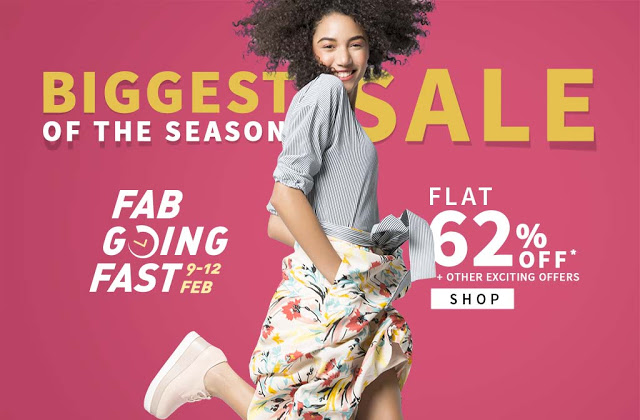 BIGGEST SALE
OF THE SEASON
FAB
GOING
FAST 9-12
FEB
FLAT
62% OFF*
+ OTHER EXCITING OFFERS
SHOP